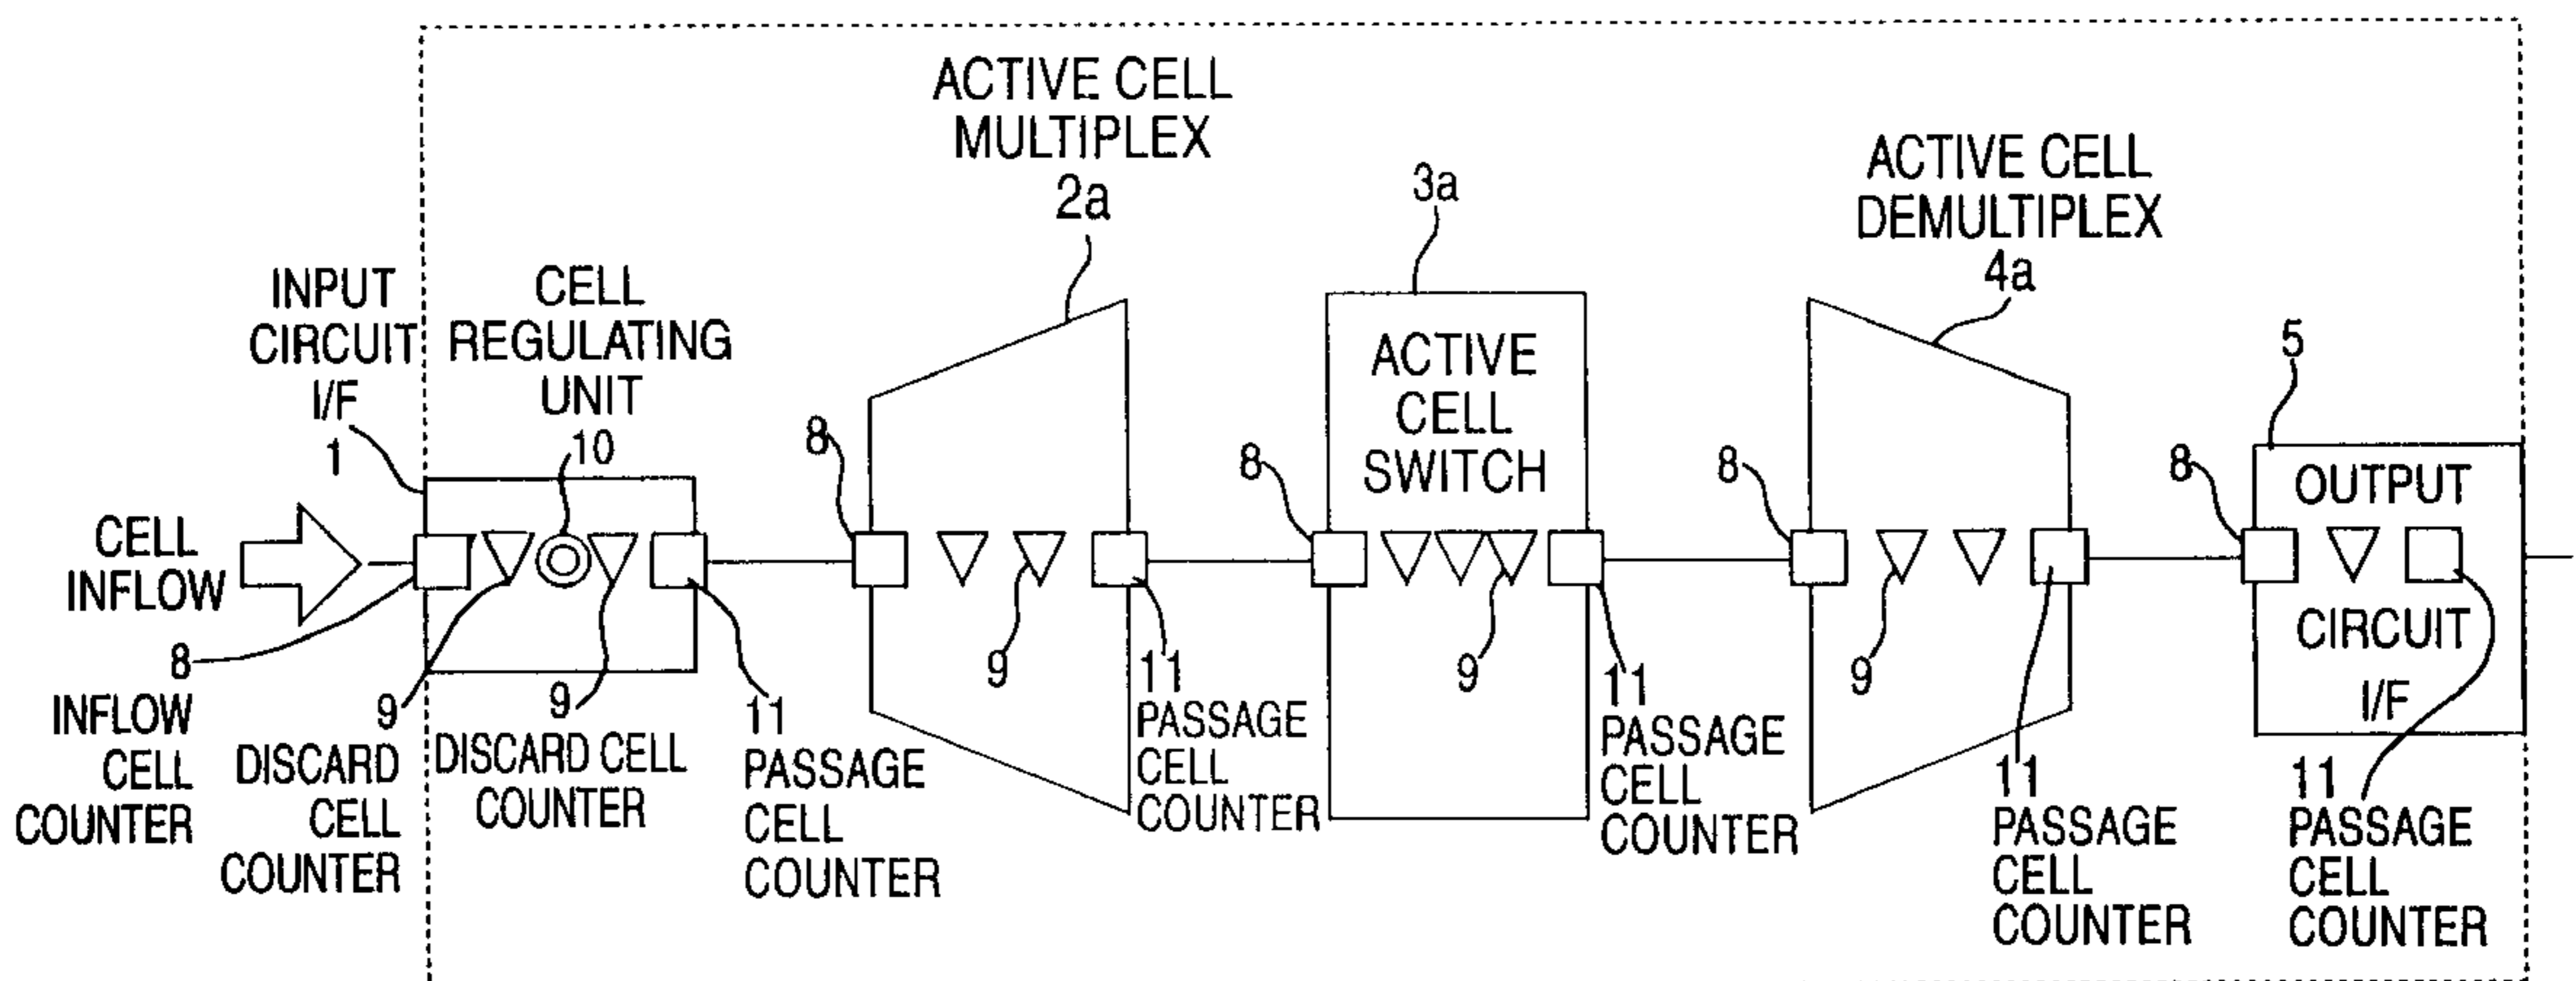 ACTIVE CELL
MULTIPLEX
2a
3a
ACTIVE CELL
DEMULTIPLEX
4a
INPUT
CIRCUIT
I/F
1
CELL
REGULATING
UNIT
10
8
8
ACTIVE
CELL
SWITCH
8
5
8
OUTPUT
CIRCUIT
I/F
CELL
INFLOW
8
INFLOW
CELL
COUNTER
9
DISCARD
CELL
COUNTER
9
DISCARD CELL
COUNTER
11
PASSAGE
CELL
COUNTER
9
11
PASSAGE
CELL
COUNTER
9
11
PASSAGE
CELL
COUNTER
9
11
PASSAGE
CELL
COUNTER
11
PASSAGE
CELL
COUNTER